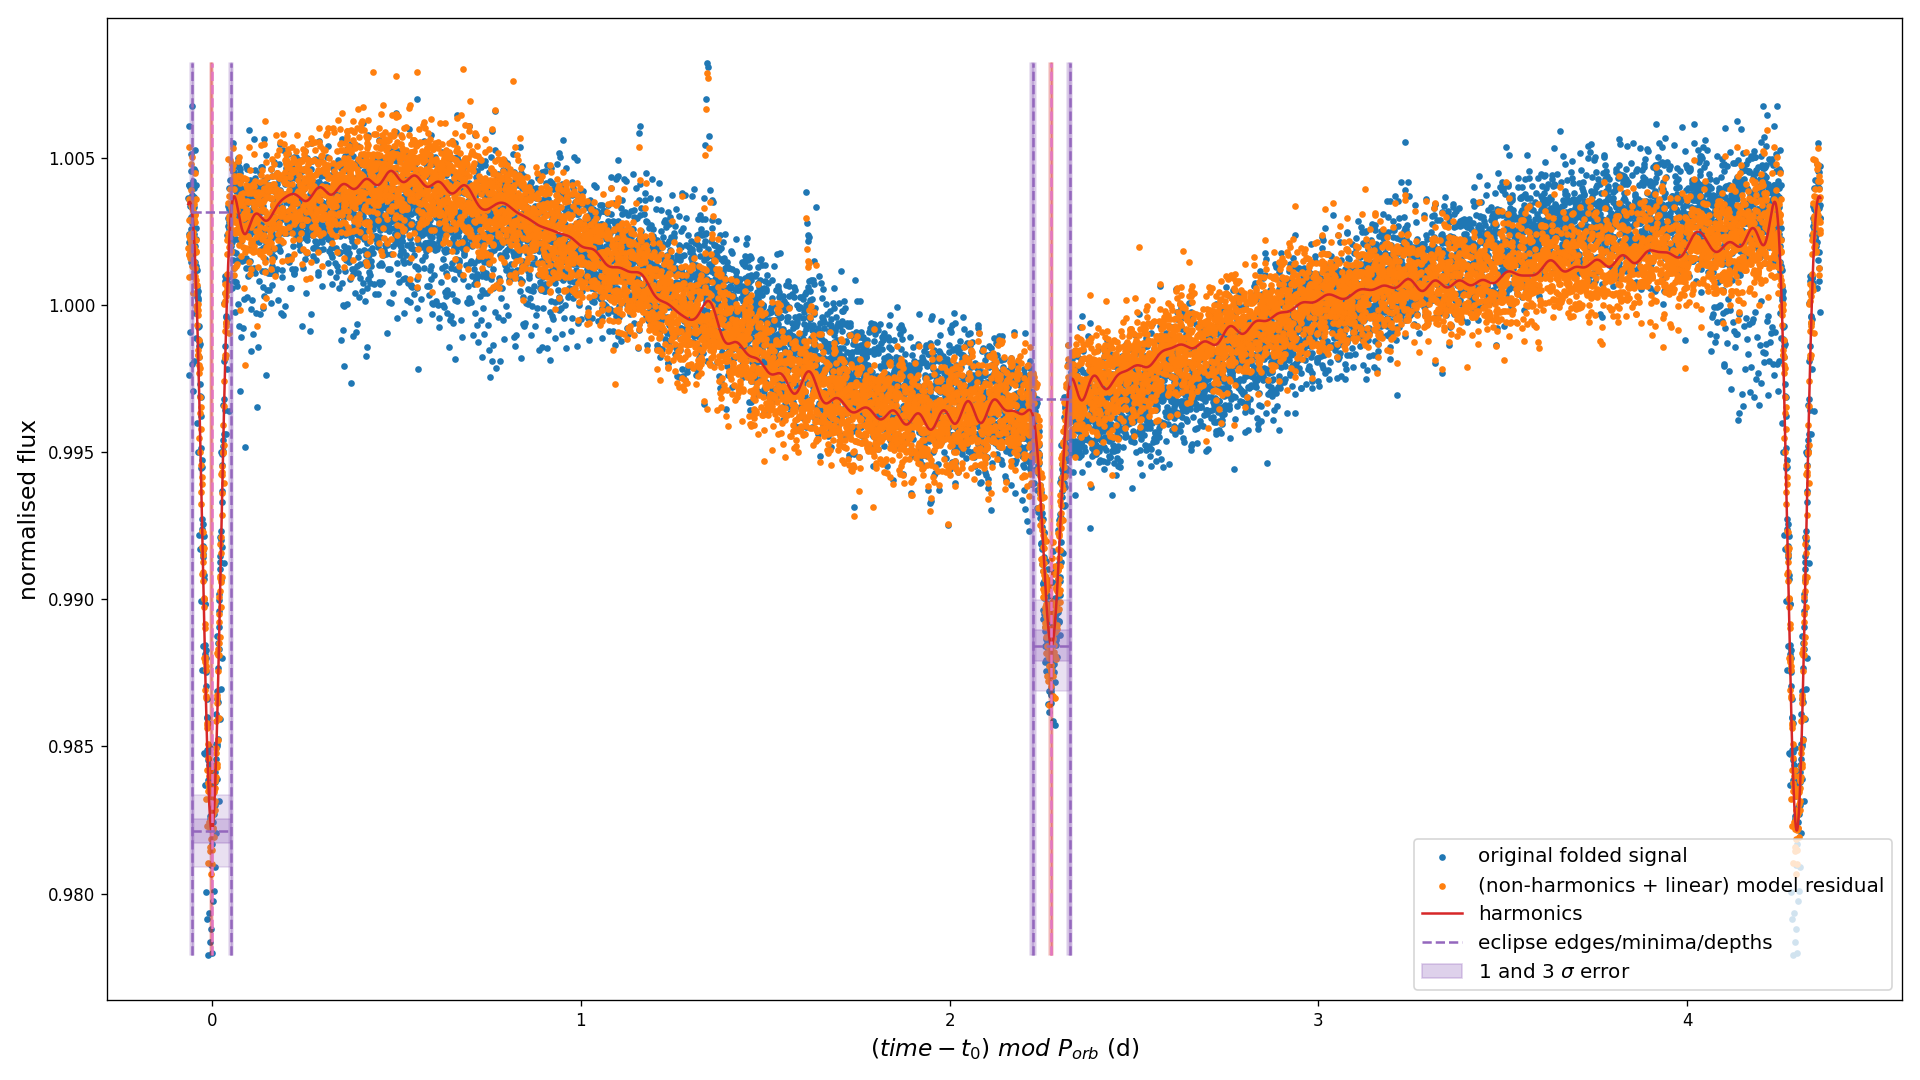 normalised flux
1.005
1.000
0.995
0.990
0.985
0.980
0
1
2
3
4
(time − t₀) mod P_orb (d)
original folded signal
(non-harmonics + linear) model residual
harmonics
eclipse edges/minima/depths
1 and 3 σ error